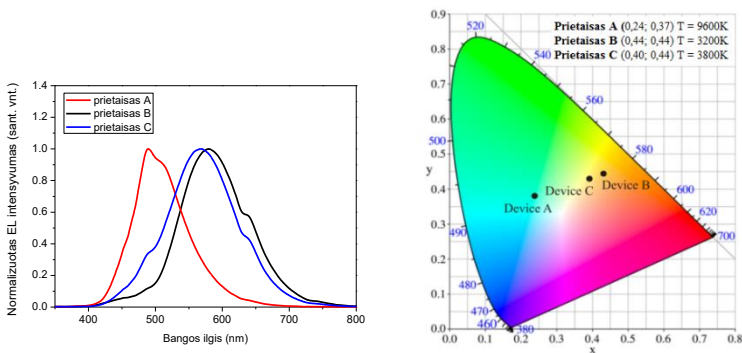 1.4
1.2
1.0
0.8
0.6
0.4
0.2
0.0
Normalizuotas EL intensyvumas (sant. vnt.)
prietaisas A
prietaisas B
prietaisas C
400 500 600 700 800
Bangos ilgis (nm)
0.9
0.8
0.7
0.6
0.5
y
0.4
0.3
0.2
0.1
0.0
Prietaisas A (0,24; 0,37) T = 9600K
Prietaisas B (0,44; 0,44) T = 3200K
Prietaisas C (0,40; 0,44) T = 3800K
520
540
560
500
580
600
620
700
490
480
470
460
380
Device C
Device B
Device A
0.0 0.1 0.2 0.3 0.4 0.5 0.6 0.7 0.8
x